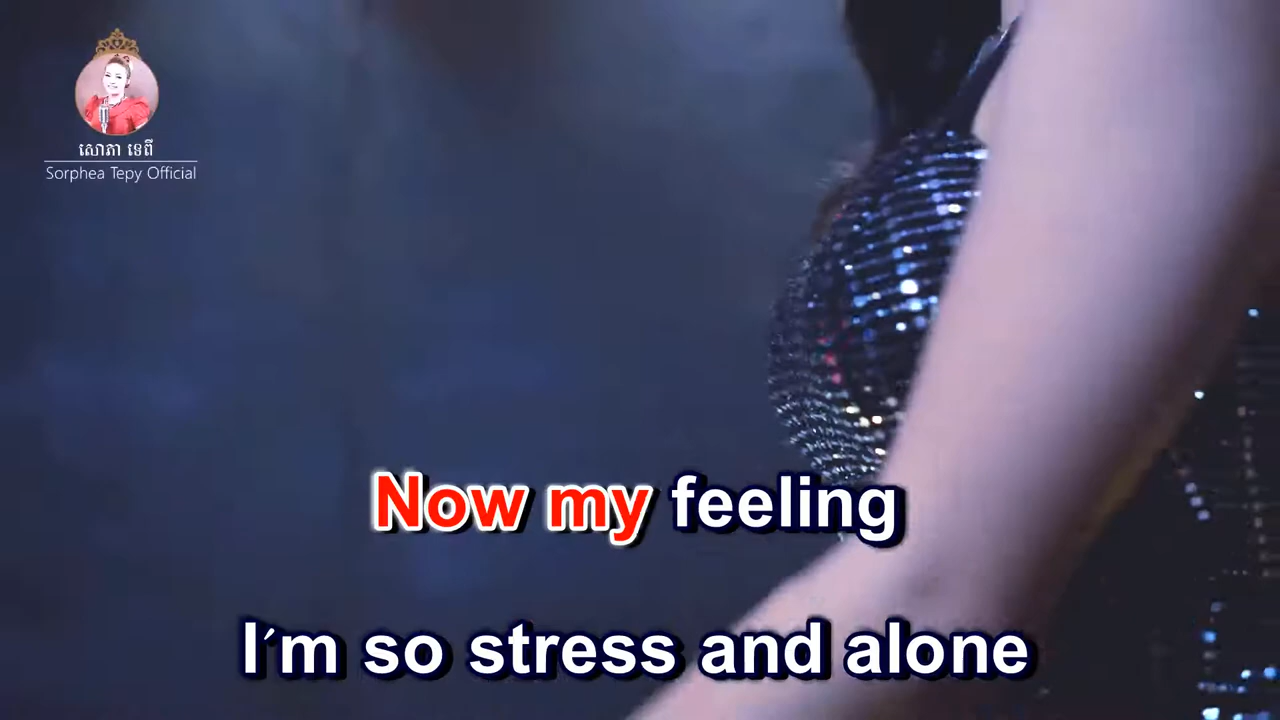 សោភា ទេពី
Sorphea Tepy Official
Now my feeling
I´m so stress and alone